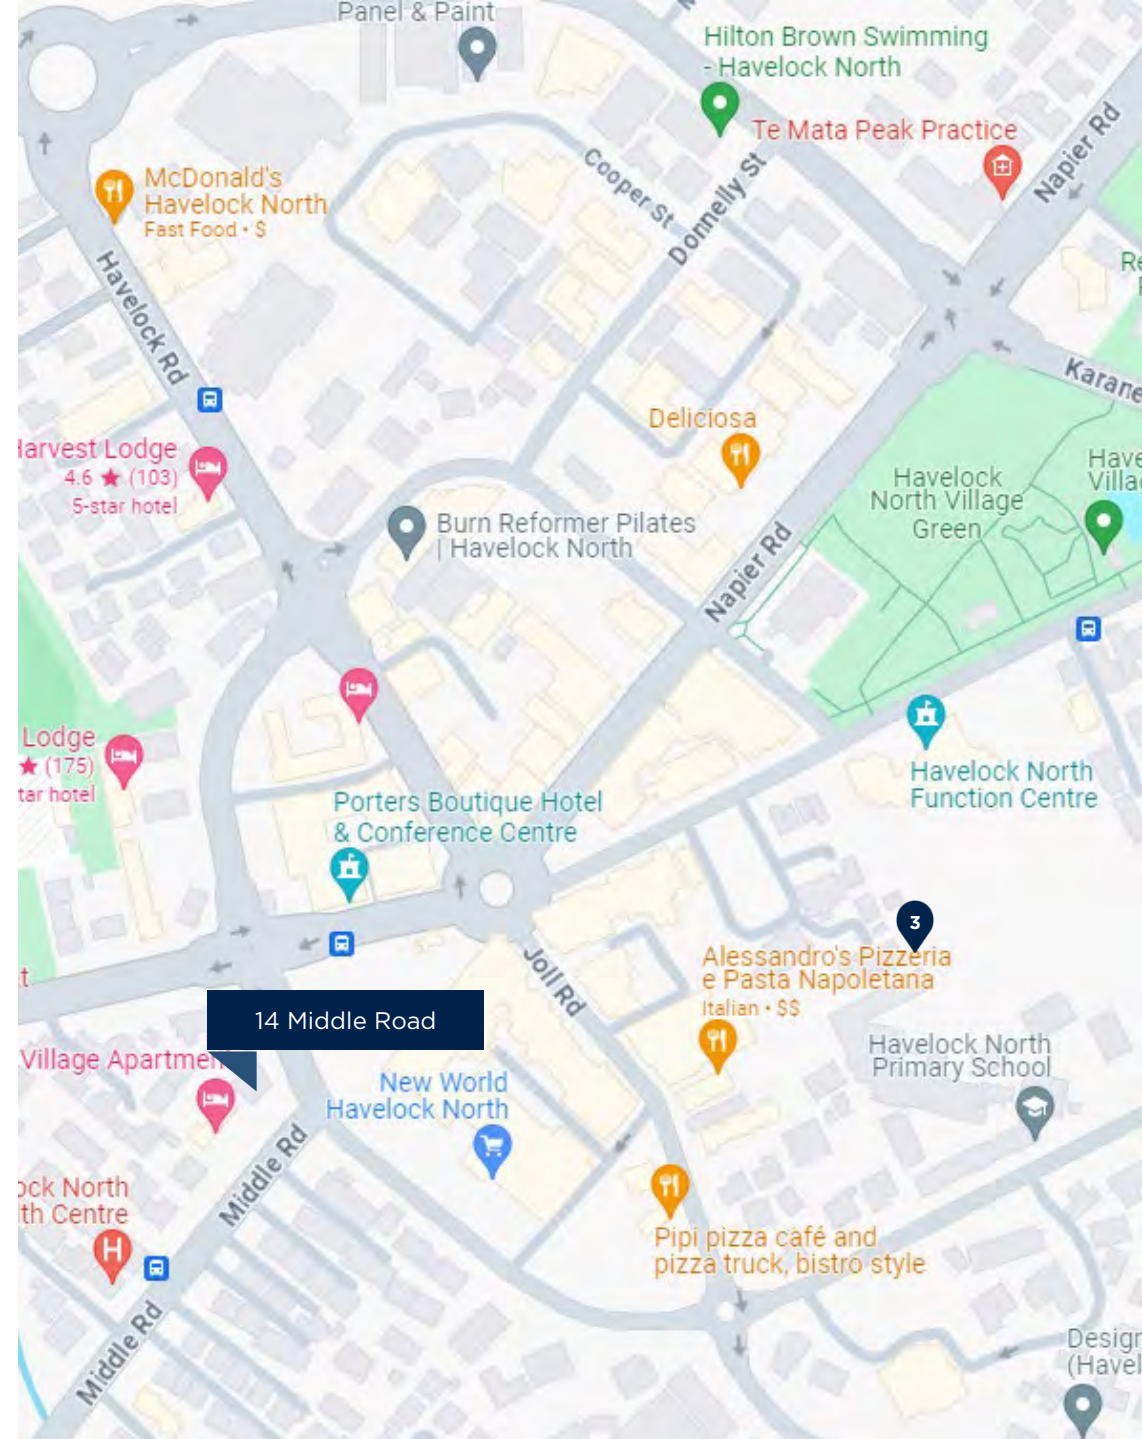 Panel & Paint
Hilton Brown Swimming
- Havelock North
Te Mata Peak Practice
Napier Rd
McDonald's
Havelock North
Fast Food • $
Cooper St
Donnelly St
Havelock Rd
Karane
Deliciosa
Harvest Lodge
4.6 ★ (103)
5-star hotel
Havelock
North Village
Green
Have
Villag
Burn Reformer Pilates
| Havelock North
Napier Rd
Lodge
★ (175)
tar hotel
Havelock North
Function Centre
Porters Boutique Hotel
& Conference Centre
3
Alessandro's Pizzeria
e Pasta Napoletana
Italian • $$
Joll Rd
14 Middle Road
Havelock North
Primary School
Village Apartmen
New World
Havelock North
Middle Rd
ock North
th Centre
H
Pipi pizza café and
pizza truck, bistro style
Middle Rd
Design
(Havel